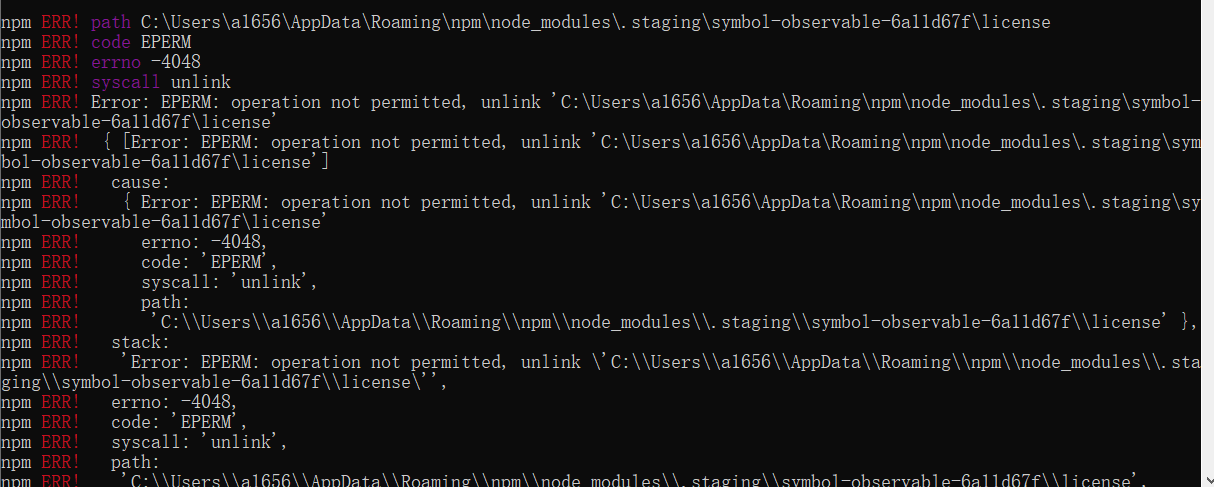 npm ERR! path C:\Users\a1656\AppData\Roaming\npm\node_modules\.staging\symbol-observable-6a11d67f\license
npm ERR! code EPERM
npm ERR! errno -4048
npm ERR! syscall unlink
npm ERR! Error: EPERM: operation not permitted, unlink 'C:\Users\a1656\AppData\Roaming\npm\node_modules\.staging\symbol-
observable-6a11d67f\license'
npm ERR!  { [Error: EPERM: operation not permitted, unlink 'C:\Users\a1656\AppData\Roaming\npm\node_modules\.staging\sym
bol-observable-6a11d67f\license']
npm ERR!   cause:
npm ERR!    { Error: EPERM: operation not permitted, unlink 'C:\Users\a1656\AppData\Roaming\npm\node_modules\.staging\sy
mbol-observable-6a11d67f\license'
npm ERR!      errno: -4048,
npm ERR!      code: 'EPERM',
npm ERR!      syscall: 'unlink',
npm ERR!      path:
npm ERR!       'C:\\Users\\a1656\\AppData\\Roaming\\npm\\node_modules\\.staging\\symbol-observable-6a11d67f\\license' },
npm ERR!   stack:
npm ERR!    'Error: EPERM: operation not permitted, unlink \'C:\\Users\\a1656\\AppData\\Roaming\\npm\\node_modules\\.sta
ging\\symbol-observable-6a11d67f\\license\'',
npm ERR!   errno: -4048,
npm ERR!   code: 'EPERM',
npm ERR!   syscall: 'unlink',
npm ERR!   path:
npm ERR!    'C:\\Users\\a1656\\AppData\\Roaming\\npm\\node_modules\\.staging\\symbol-observable-6a11d67f\\license',